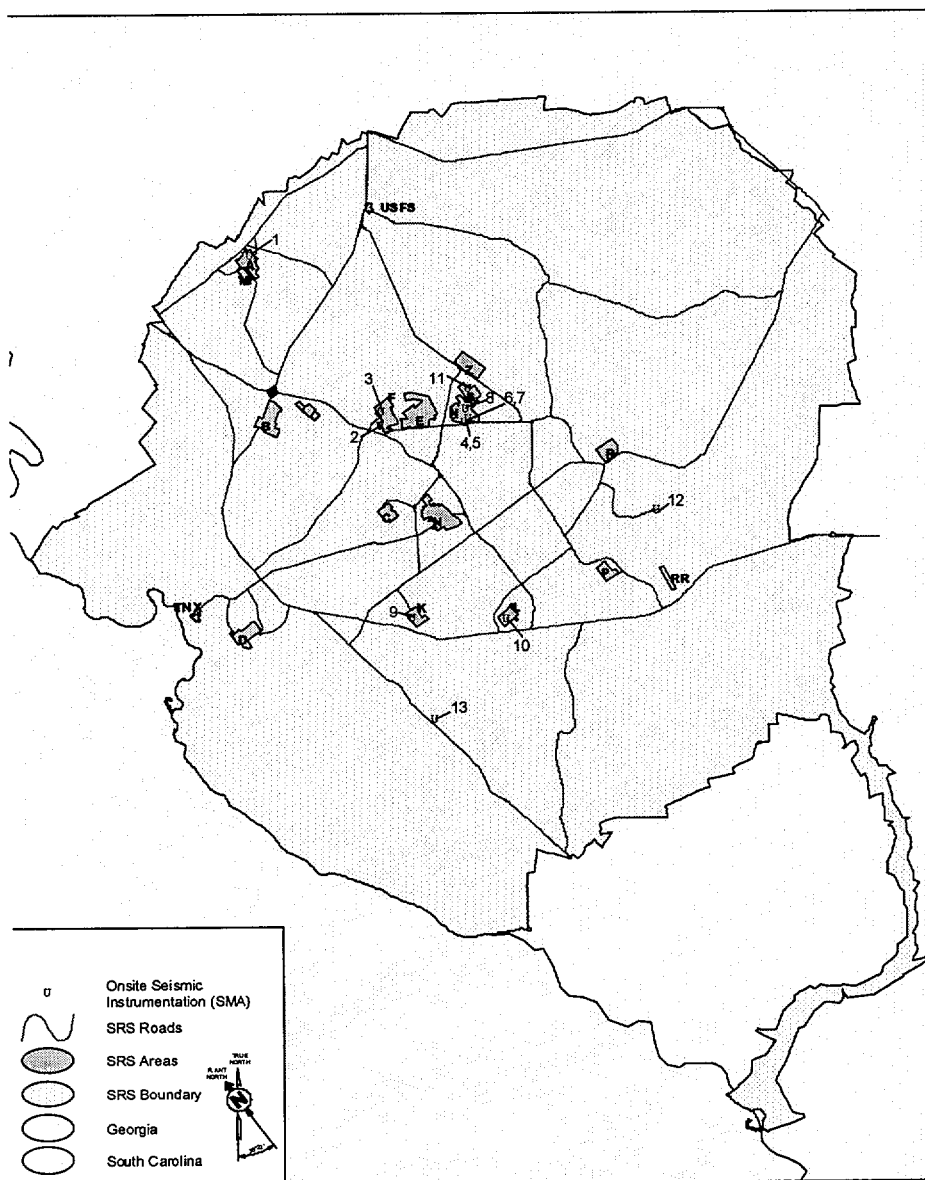 USFS
1
Z
11
3
F
8
6,7
B
E
2
4,5
R
12
TNX
RR
P
9
K
D
10
13
Onsite Seismic
Instrumentation (SMA)
SRS Roads
TRUE
NORTH
SRS Areas
PLANT
NORTH
SRS Boundary
N
Georgia
South Carolina